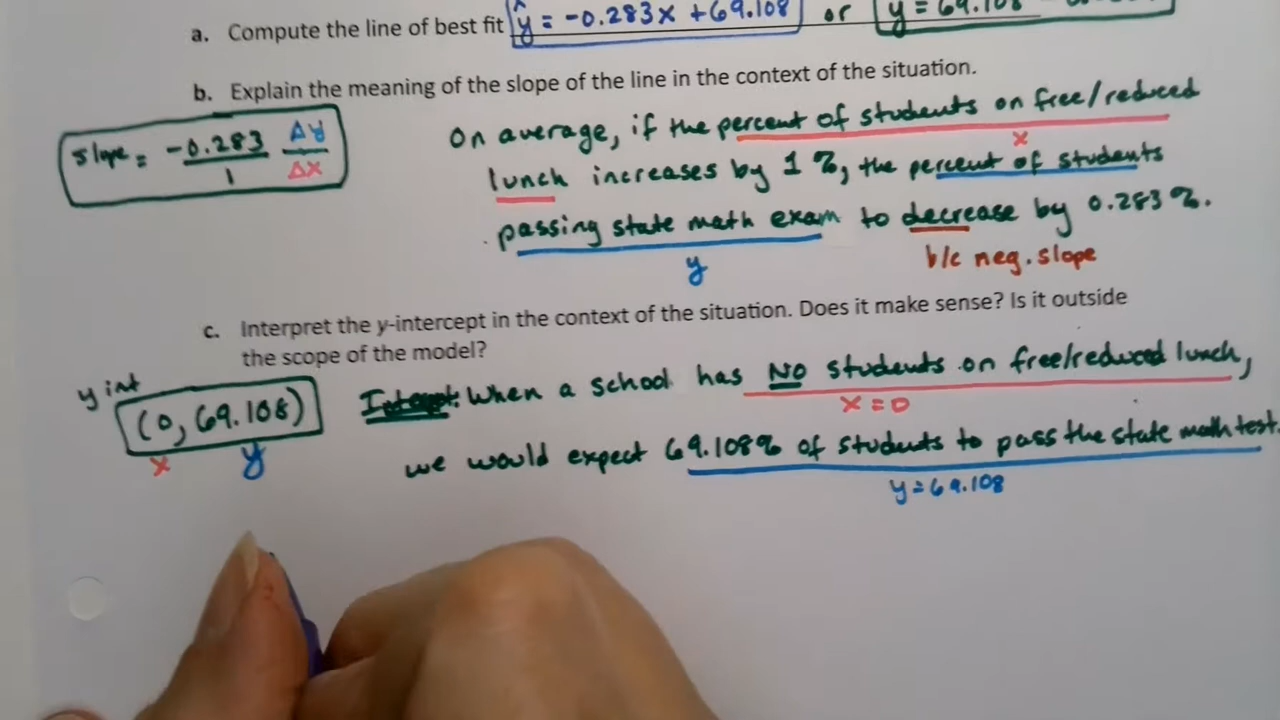 a. Compute the line of best fit ŷ = -0.283x + 69.108 or y = 69.108
b. Explain the meaning of the slope of the line in the context of the situation.
slope = -0.283/1 Δy/Δx
On average, if the percent of students on free/reduced
x
lunch increases by 1%, the percent of students
passing state math exam to decrease by 0.283%.
y
b/c neg. slope
c. Interpret the y-intercept in the context of the situation. Does it make sense? Is it outside
the scope of the model?
y int
(0, 69.108)
x y
When a school has NO students on free/reduced lunch,
x = 0
we would expect 69.108% of students to pass the state math test.
y = 69.108